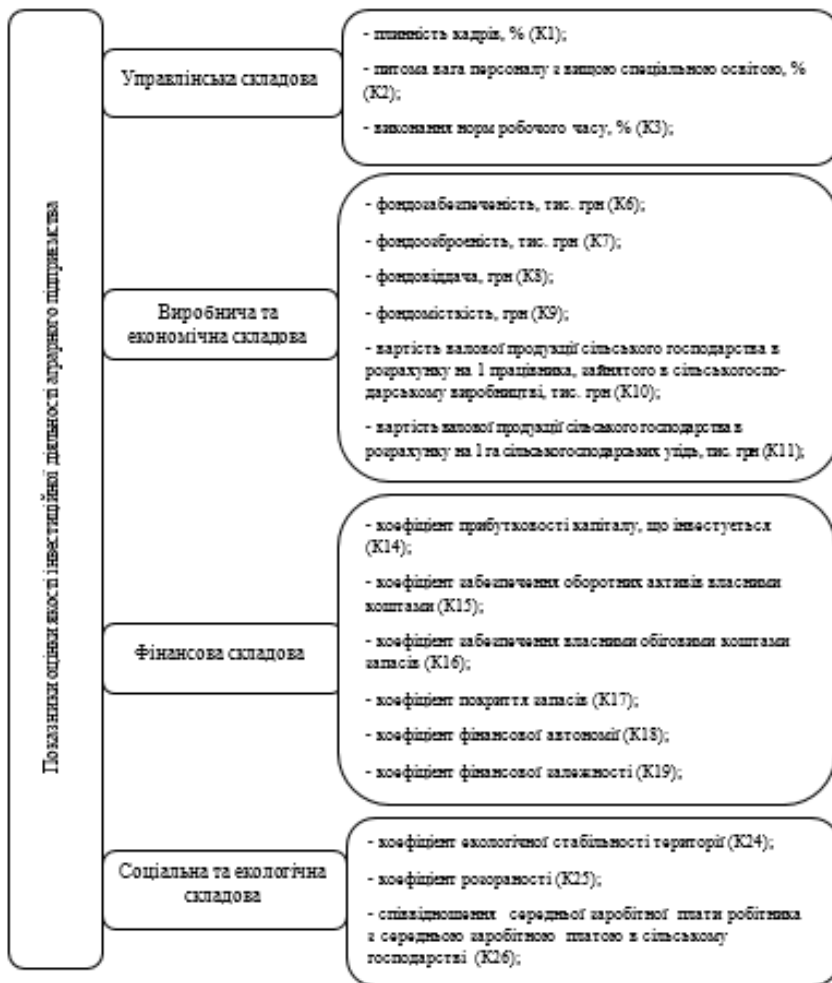 Показники оцінки якості інвестиційної діяльності аграрного підприємства
Управлінська складова
- плинність кадрів, % (К1);
- питома вага персоналу з вищою спеціальною освітою, %
(К2);
- виконання норм робочого часу, % (К3);
Виробнича та
економічна складова
- фондозабезпеченість, тис. грн (К6);
- фондоозброєність, тис. грн (К7);
- фондовіддача, грн (К8);
- фондомісткість, грн (К9);
- вартість валової продукції сільського господарства в
розрахунку на 1 працівника, зайнятого в сільськогоспо-
дарському виробництві, тис. грн (К10);
- вартість валової продукції сільського господарства в
розрахунку на 1 га сільськогосподарських угідь, тис. грн (К11);
Фінансова складова
- коефіцієнт прибутковості капіталу, що інвестується
(К14);
- коефіцієнт забезпечення оборотних активів власними
коштами (К15);
- коефіцієнт забезпечення власними обіговими коштами
запасів (К16);
- коефіцієнт покриття запасів (К17);
- коефіцієнт фінансової автономії (К18);
- коефіцієнт фінансової залежності (К19);
Соціальна та екологічна
складова
- коефіцієнт екологічної стабільності території (К24);
- коефіцієнт розораності (К25);
- співвідношення середньої заробітної плати робітника
з середньою заробітною платою в сільському
господарстві (К26);